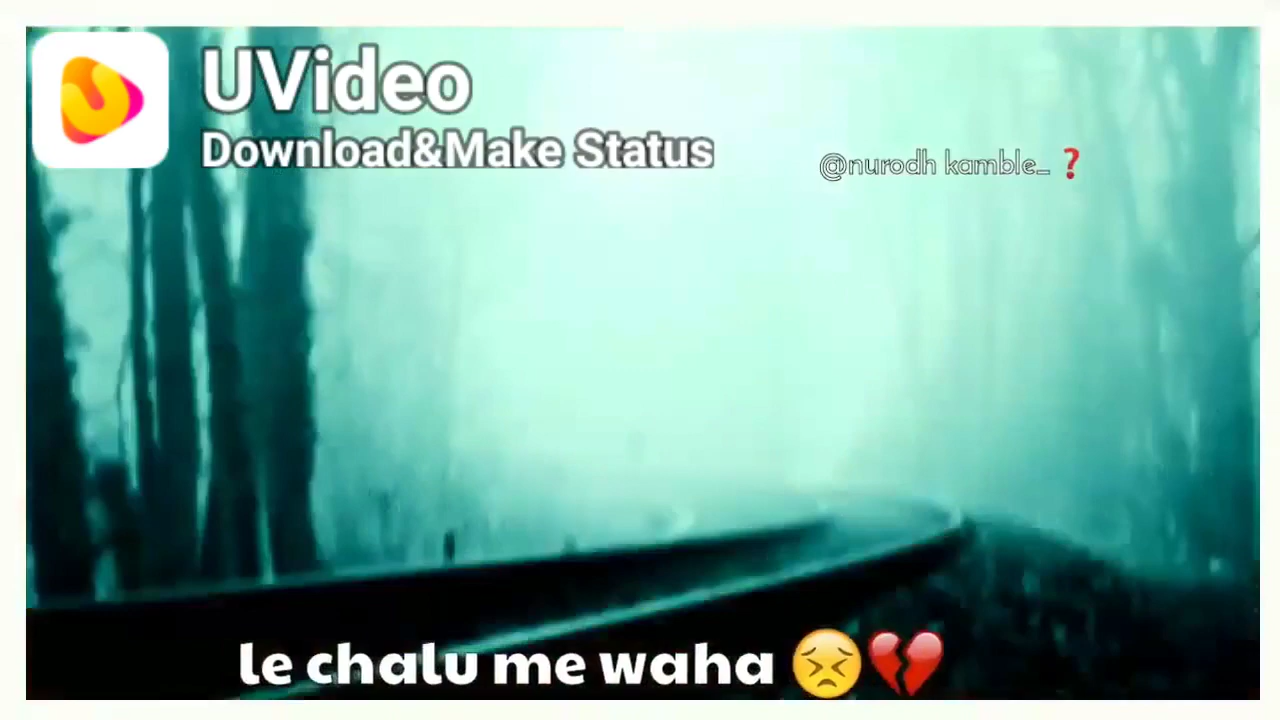 UVideo
Download&Make Status
@nurodh kamble_ ❓
le chalu me waha 😣💔